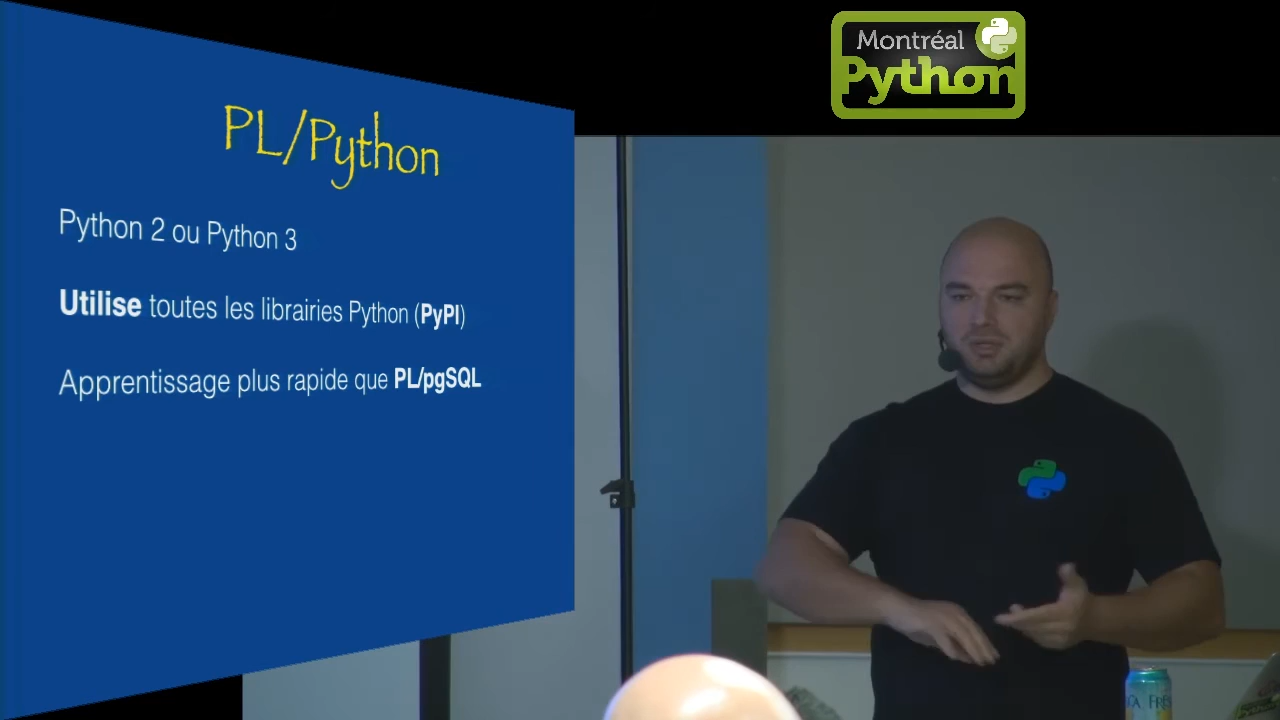 PL/Python
Python 2 ou Python 3
Utilise toutes les librairies Python (PyPI)
Apprentissage plus rapide que PL/pgSQL
Montréal
Python